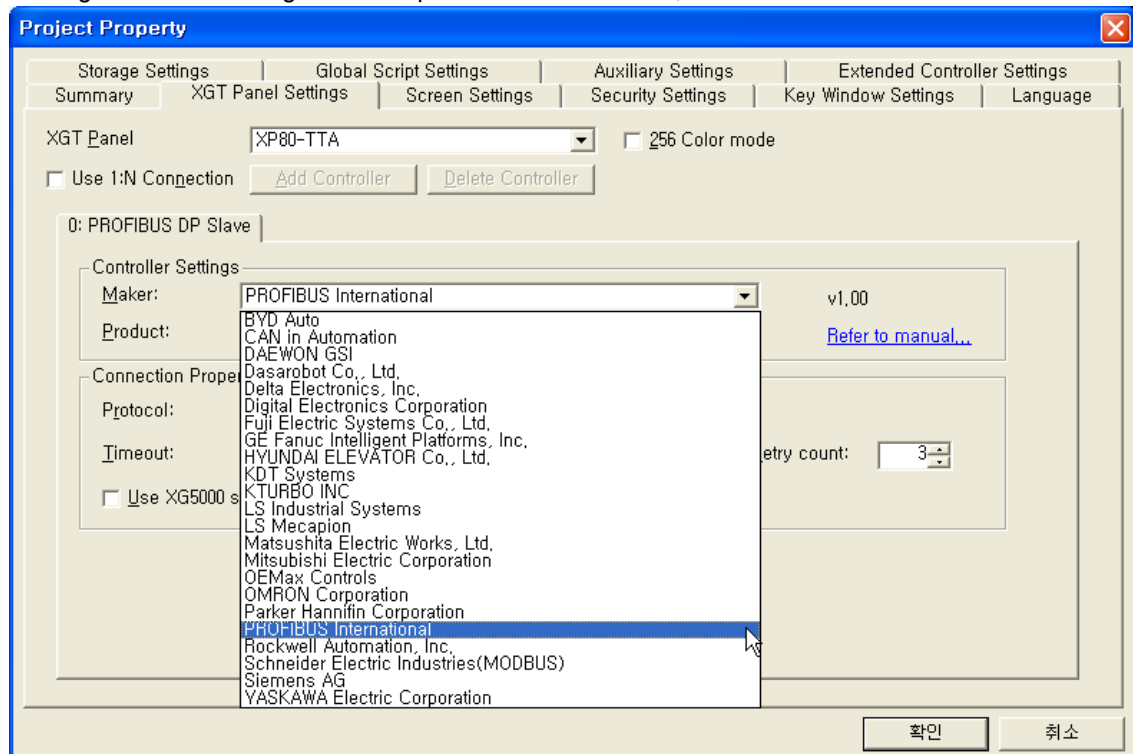 Project Property
Storage Settings Global Script Settings Auxiliary Settings Extended Controller Settings
Summary XGT Panel Settings Screen Settings Security Settings Key Window Settings Language
XGT Panel XP80-TTA 256 Color mode
Use 1:N Connection Add Controller Delete Controller
0: PROFIBUS DP Slave
Controller Settings
Maker: PROFIBUS International v1.00
Product: Refer to manual...
BYD Auto
CAN in Automation
DAEWON GSI
Dasarobot Co., Ltd.
Delta Electronics, Inc.
Digital Electronics Corporation
Fuji Electric Systems Co., Ltd.
GE Fanuc Intelligent Platforms, Inc.
HYUNDAI ELEVATOR Co., Ltd.
KDT Systems
KTURBO INC
LS Industrial Systems
LS Mecapion
Matsushita Electric Works, Ltd.
Mitsubishi Electric Corporation
OEMax Controls
OMRON Corporation
Parker Hannifin Corporation
PROFIBUS International
Rockwell Automation, Inc.
Schneider Electric Industries(MODBUS)
Siemens AG
YASKAWA Electric Corporation
Connection Proper
Protocol:
Timeout: etry count: 3
Use XG5000 s
확인 취소